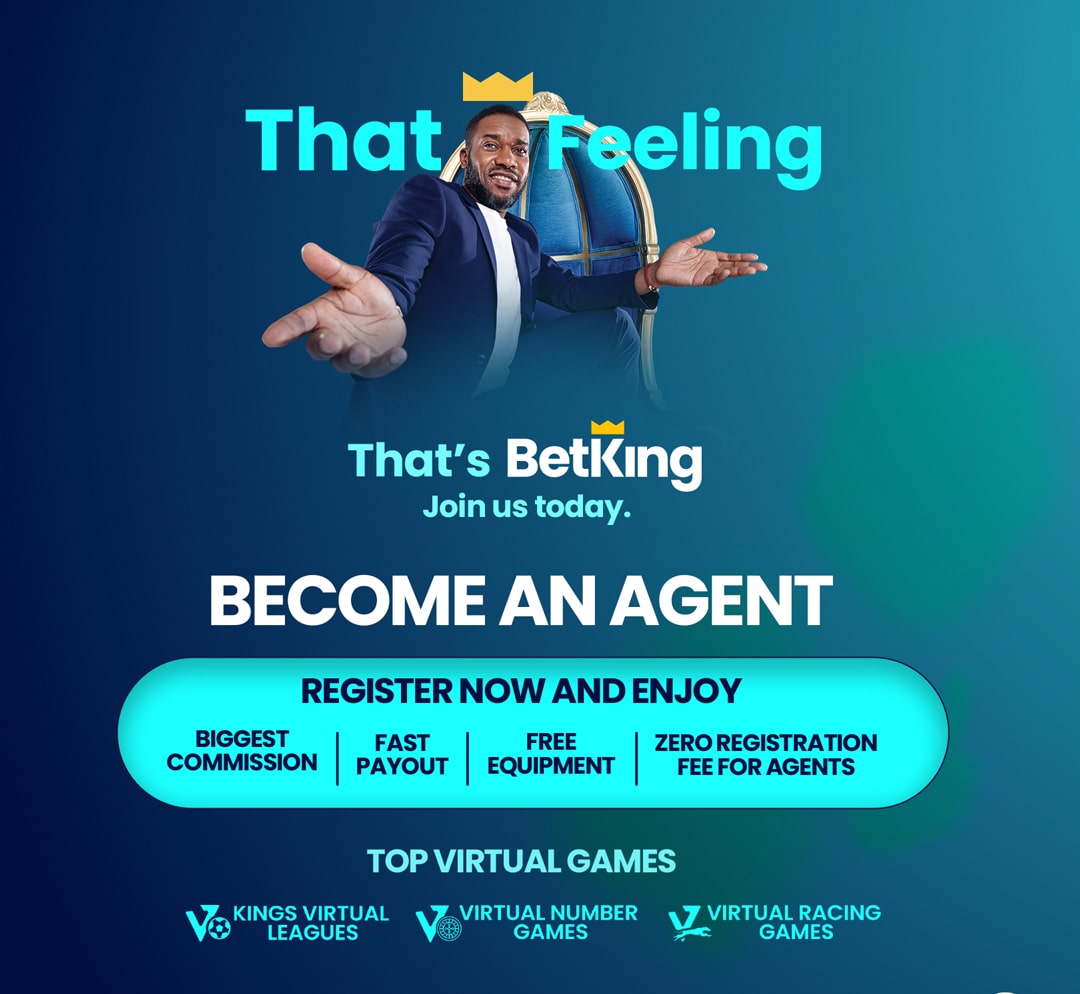 That Feeling
That's BetKing
Join us today.
BECOME AN AGENT
REGISTER NOW AND ENJOY
BIGGEST
COMMISSION
FAST
PAYOUT
FREE
EQUIPMENT
ZERO REGISTRATION
FEE FOR AGENTS
TOP VIRTUAL GAMES
KINGS VIRTUAL
LEAGUES
VIRTUAL NUMBER
GAMES
VIRTUAL RACING
GAMES